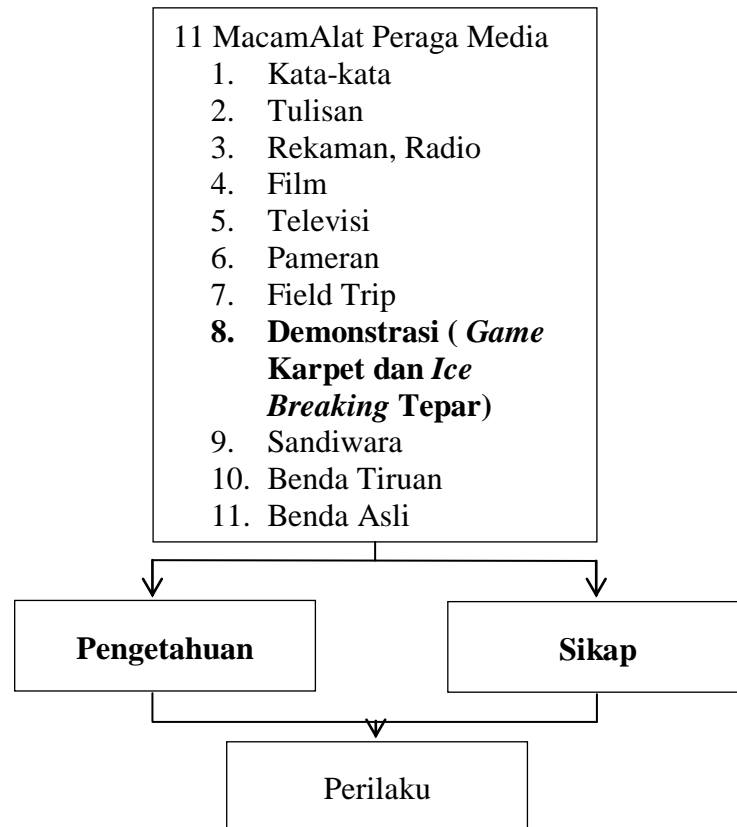 11 MacamAlat Peraga Media
1. Kata-kata
2. Tulisan
3. Rekaman, Radio
4. Film
5. Televisi
6. Pameran
7. Field Trip
8. Demonstrasi ( Game
Karpet dan Ice
Breaking Tepar)
9. Sandiwara
10. Benda Tiruan
11. Benda Asli
Pengetahuan
Sikap
Perilaku